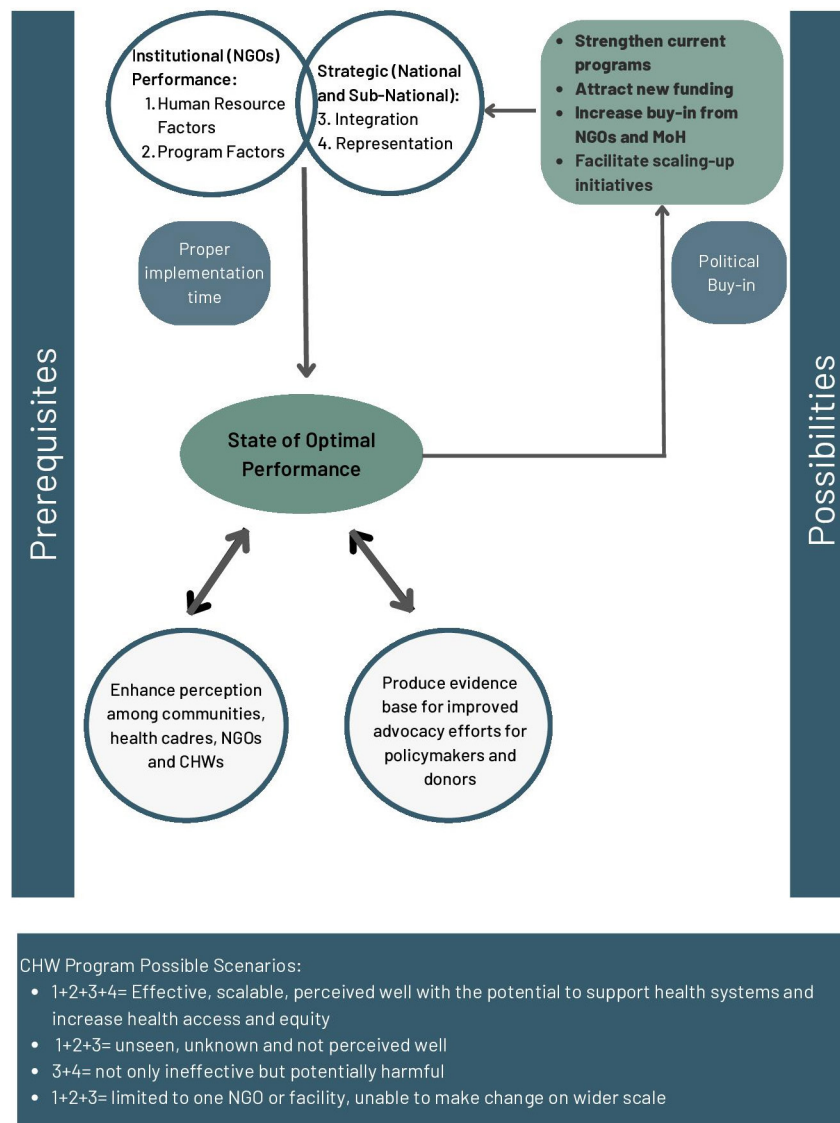 Prerequisites
Institutional (NGOs)
Performance:
1. Human Resource
Factors
2. Program Factors
Strategic (National
and Sub-National):
3. Integration
4. Representation
• Strengthen current
programs
• Attract new funding
• Increase buy-in from
NGOs and MoH
• Facilitate scaling-up
initiatives
Proper
implementation
time
Political
Buy-in
State of Optimal
Performance
Enhance perception
among communities,
health cadres, NGOs
and CHWs
Produce evidence
base for improved
advocacy efforts for
policymakers and
donors
Possibilities
CHW Program Possible Scenarios:
• 1+2+3+4= Effective, scalable, perceived well with the potential to support health systems and
increase health access and equity
• 1+2+3= unseen, unknown and not perceived well
• 3+4= not only ineffective but potentially harmful
• 1+2+3= limited to one NGO or facility, unable to make change on wider scale